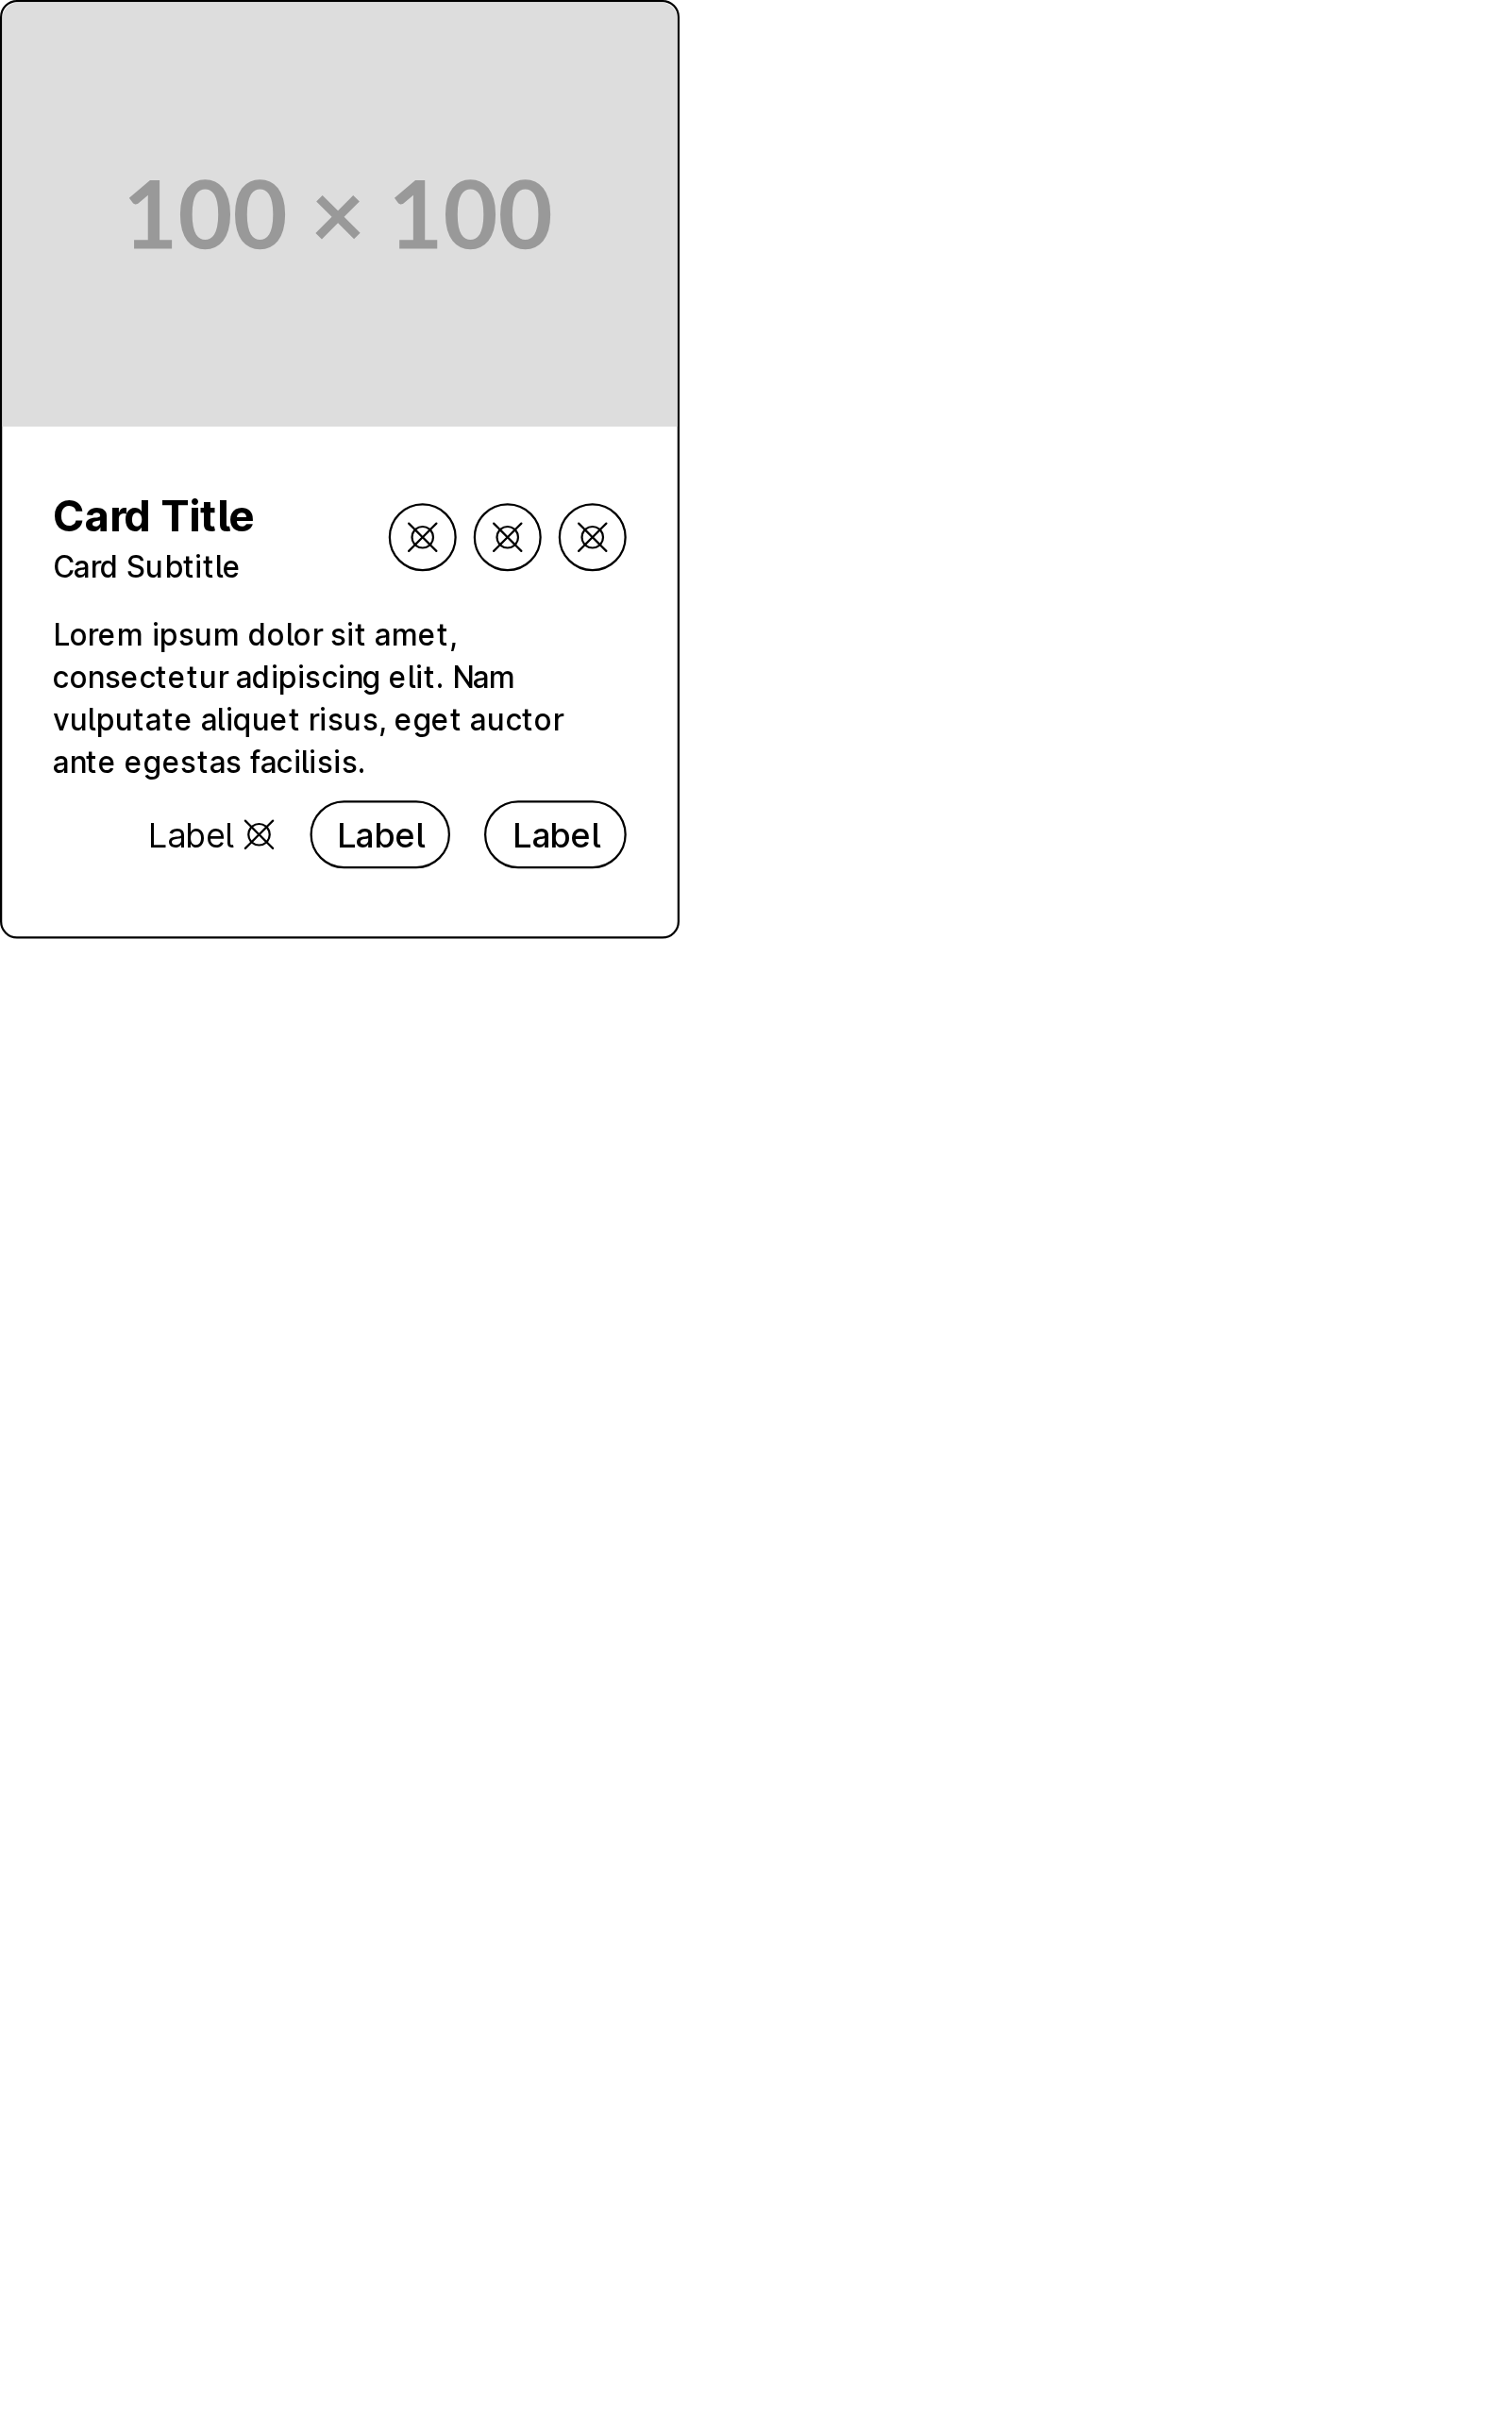 100 × 100
Card Title
Card Subtitle
Lorem ipsum dolor sit amet,
consectetur adipiscing elit. Nam
vulputate aliquet risus, eget auctor
ante egestas facilisis.
Label Label Label